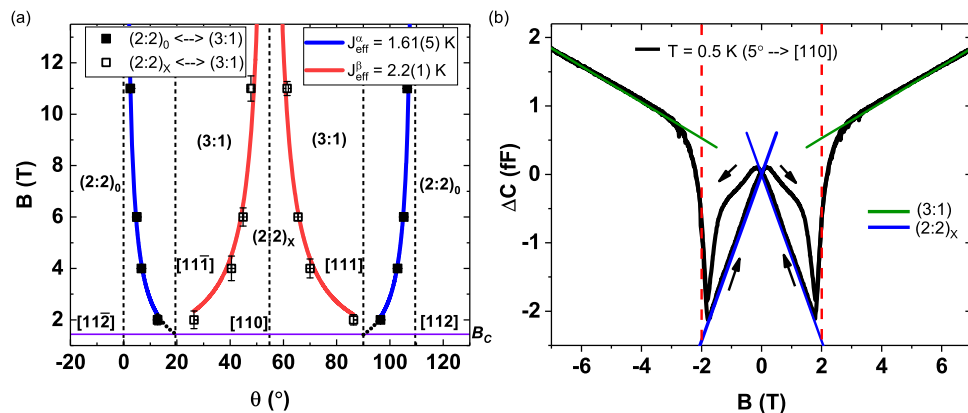 (a)
(2:2)₀ <--> (3:1)
(2:2)ₓ <--> (3:1)
J^α_eff = 1.61(5) K
J^β_eff = 2.2(1) K
12
10
8
6
4
2
B (T)
(3:1)
(3:1)
(2:2)₀
(2:2)₀
(2:2)ₓ
[111̄]
[111]
[112̄]
[110]
[112]
B_C
-20
0
20
40
60
80
100
120
θ (°)
(b)
T = 0.5 K (5° --> [110])
2
1
0
-1
-2
ΔC (fF)
(3:1)
(2:2)ₓ
-6
-4
-2
0
2
4
6
B (T)